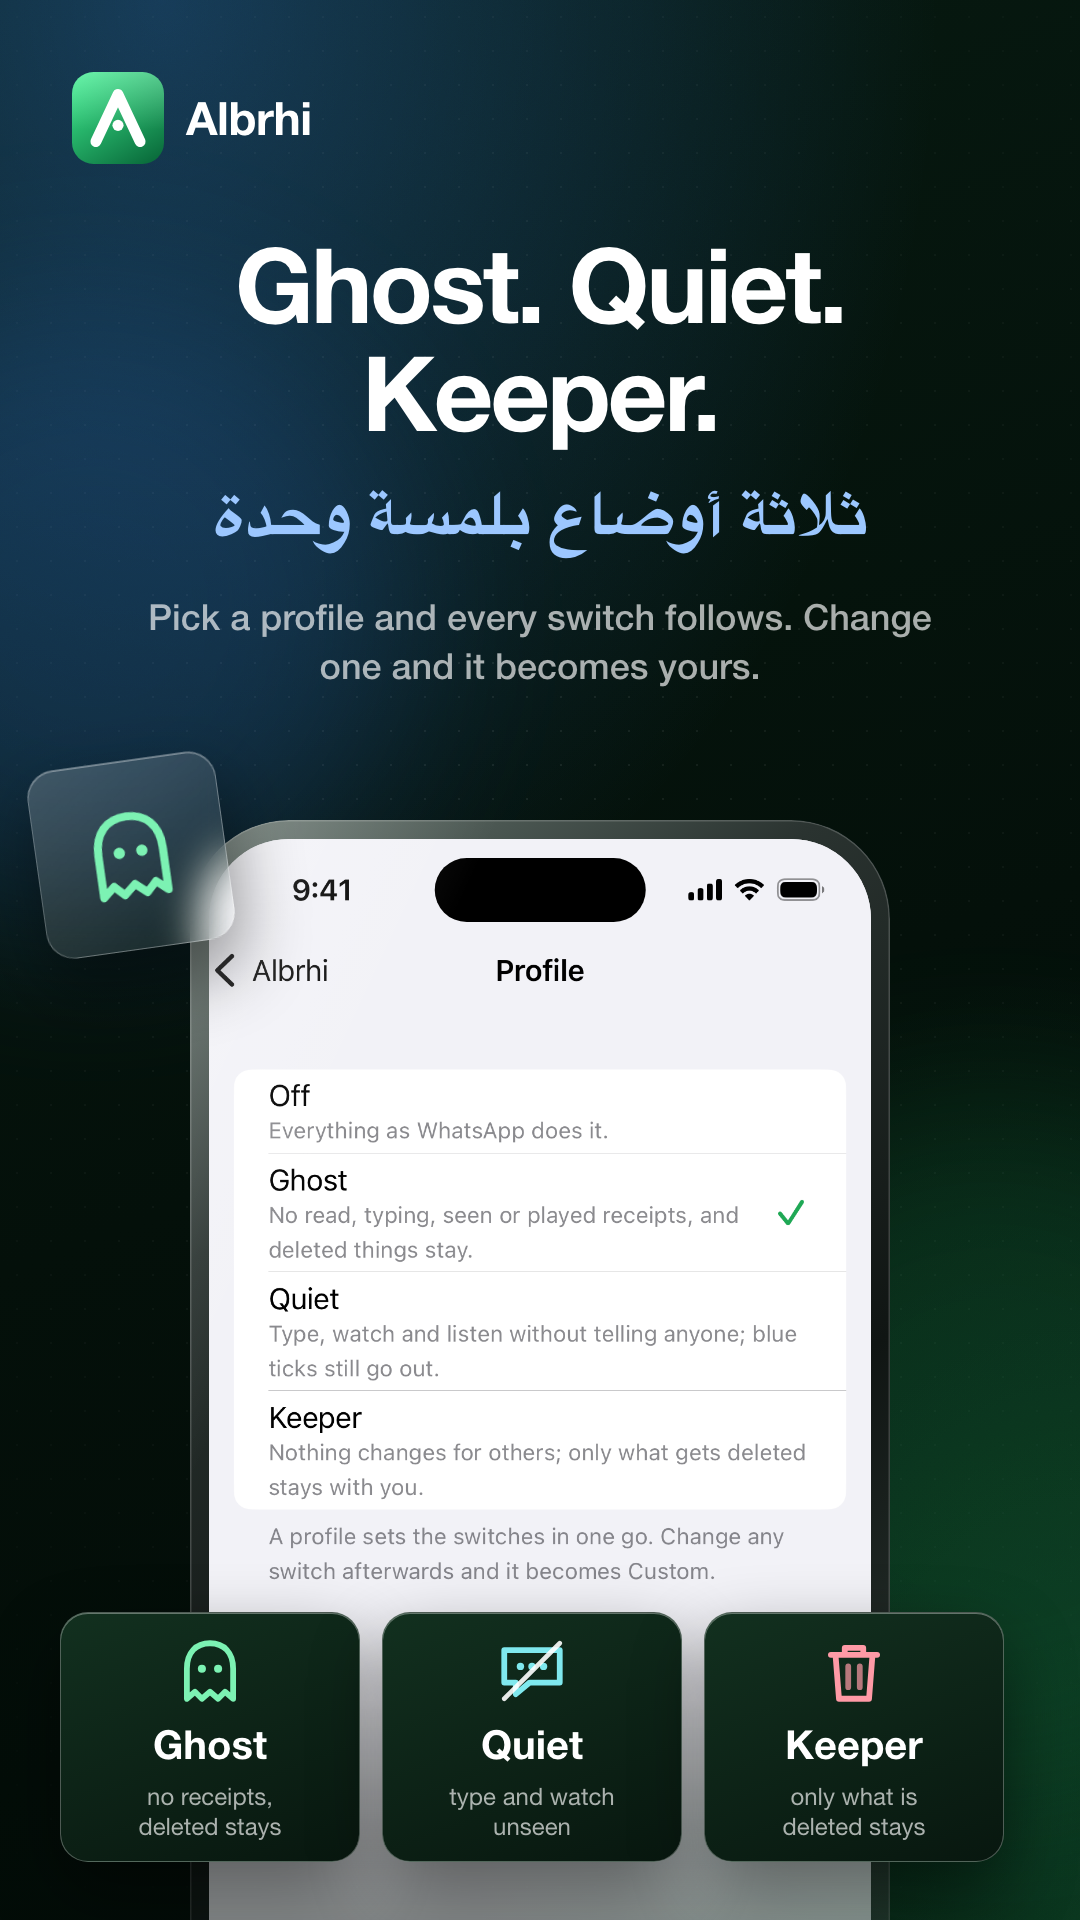 Albrhi
Ghost. Quiet.
Keeper.
ثلاثة أوضاع بلمسة وحدة
Pick a profile and every switch follows. Change
one and it becomes yours.
9:41
Albrhi
Profile
Off
Everything as WhatsApp does it.
Ghost
No read, typing, seen or played receipts, and
deleted things stay.
Quiet
Type, watch and listen without telling anyone; blue
ticks still go out.
Keeper
Nothing changes for others; only what gets deleted
stays with you.
A profile sets the switches in one go. Change any
switch afterwards and it becomes Custom.
Ghost
no receipts,
deleted stays
Quiet
type and watch
unseen
Keeper
only what is
deleted stays